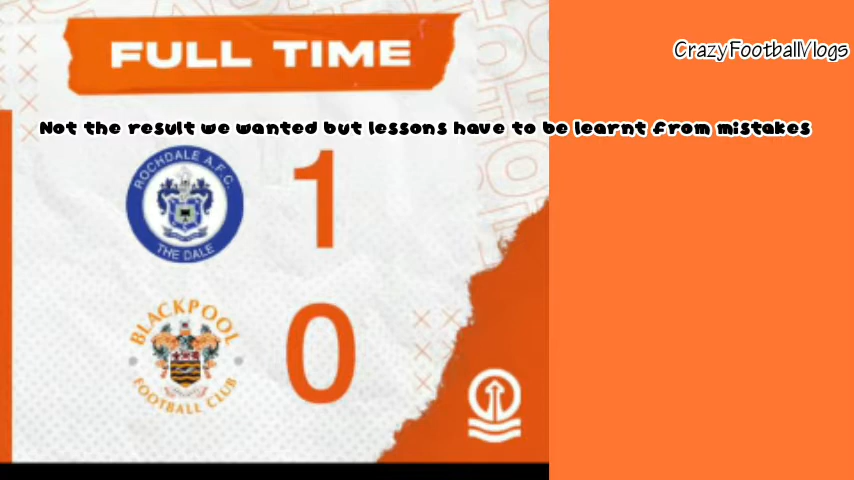 CrazyFootballVlogs
FULL TIME
Not the result we wanted but lessons have to be learnt from mistakes
ROCHDALE A.F.C.
THE DALE
1
BLACKPOOL
FOOTBALL CLUB
0